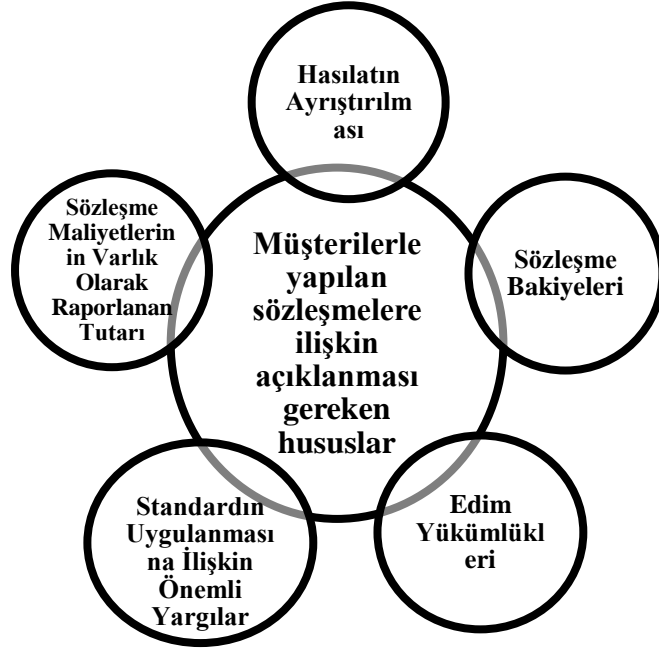 Hasılatın
Ayrıştırılm
ası
Sözleşme
Maliyetlerin
in Varlık
Olarak
Raporlanan
Tutarı
Müşterilerle
yapılan
sözleşmelere
ilişkin
açıklanması
gereken
hususlar
Sözleşme
Bakiyeleri
Standardın
Uygulanması
na İlişkin
Önemli
Yargılar
Edim
Yükümlükl
eri